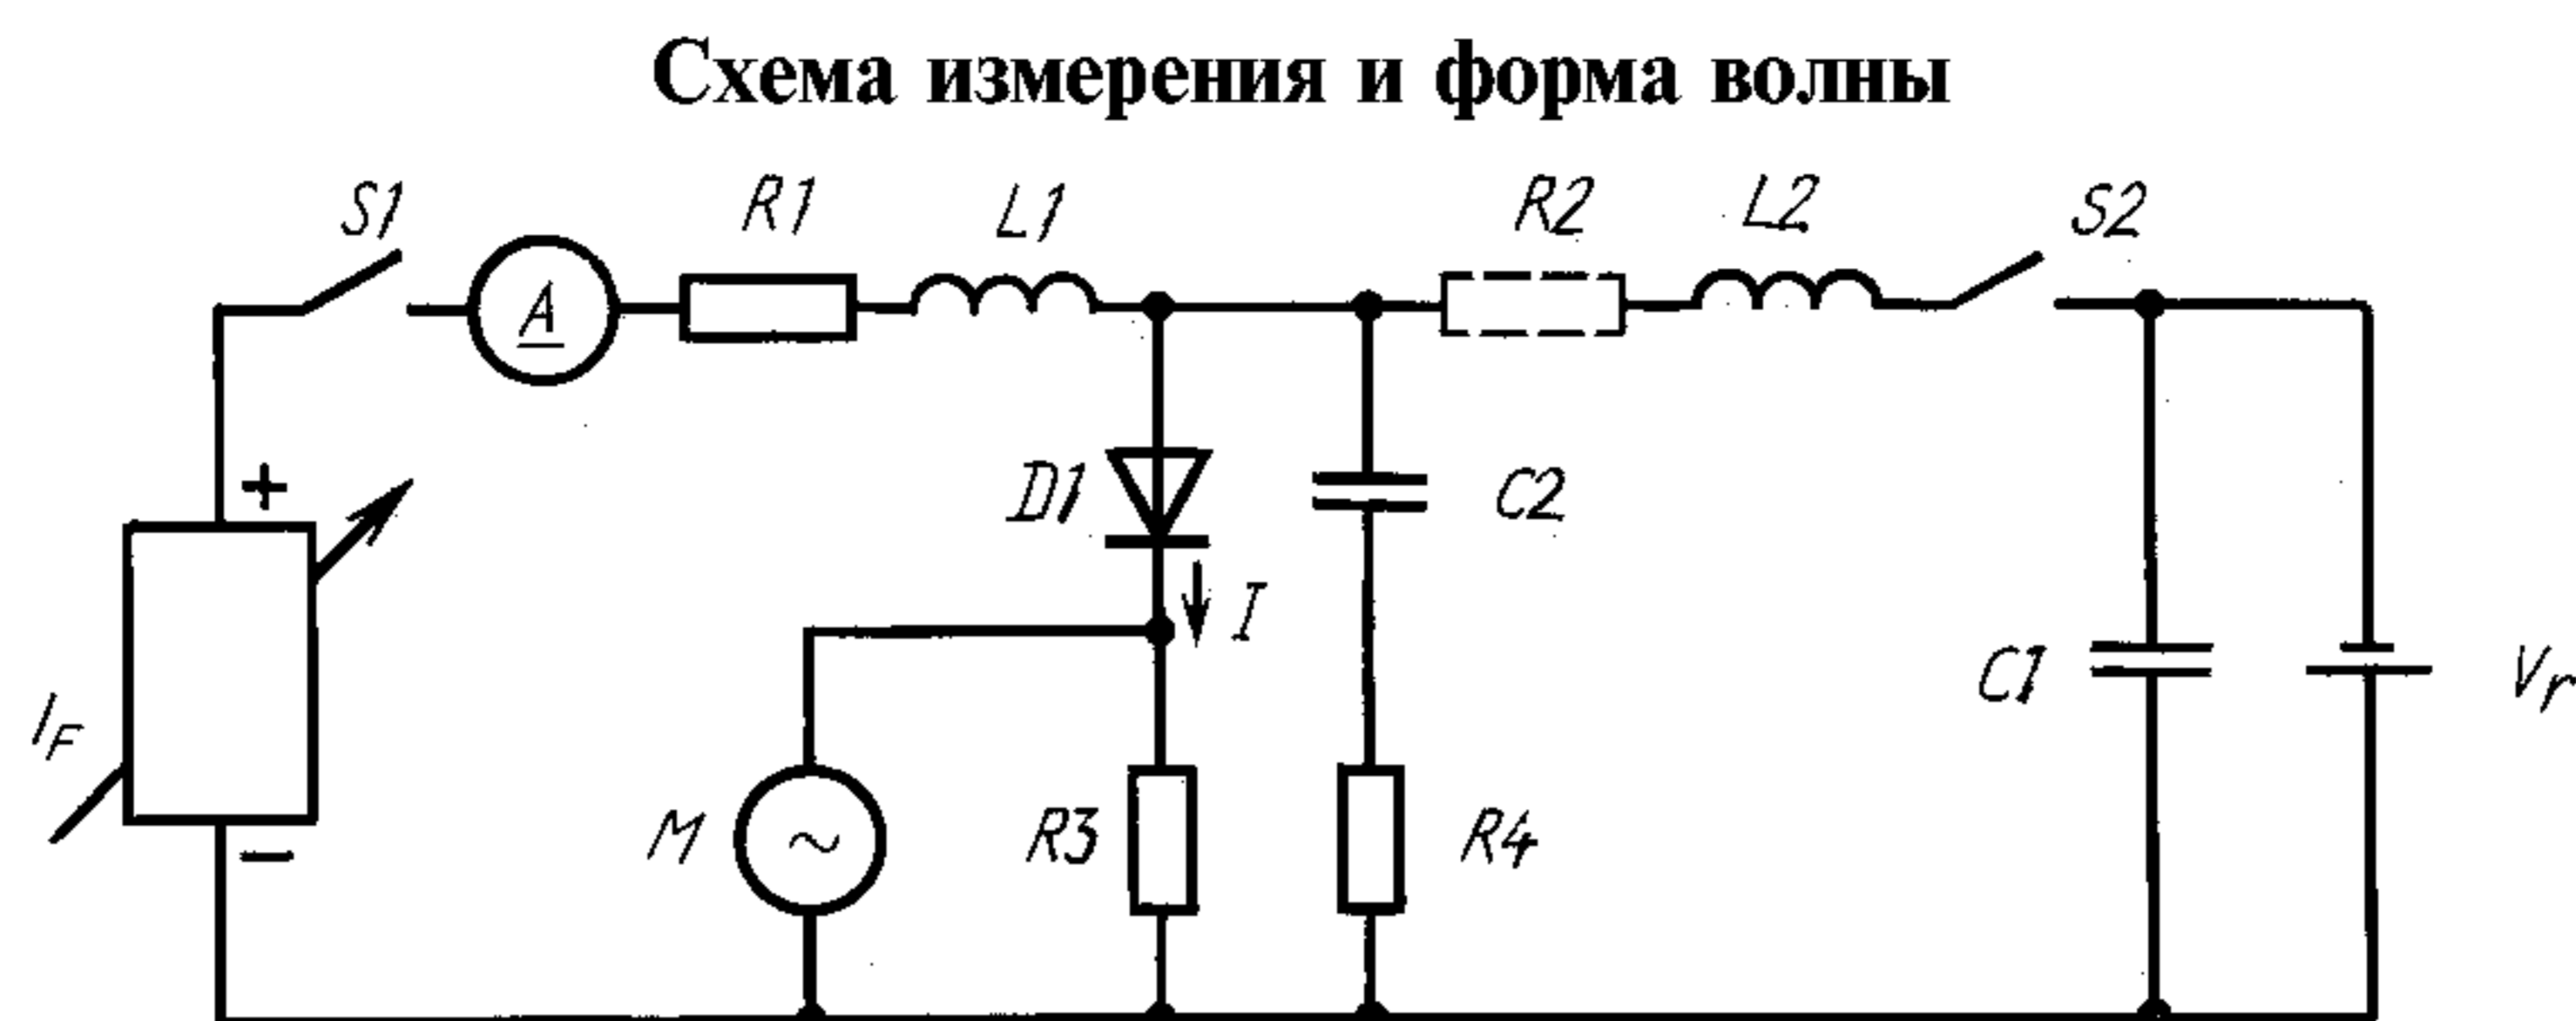 Схема измерения и форма волны
S1
A
R1
L1
R2
L2
S2
+
D1
I
C2
C1
Vr
IF
−
M
~
R3
R4